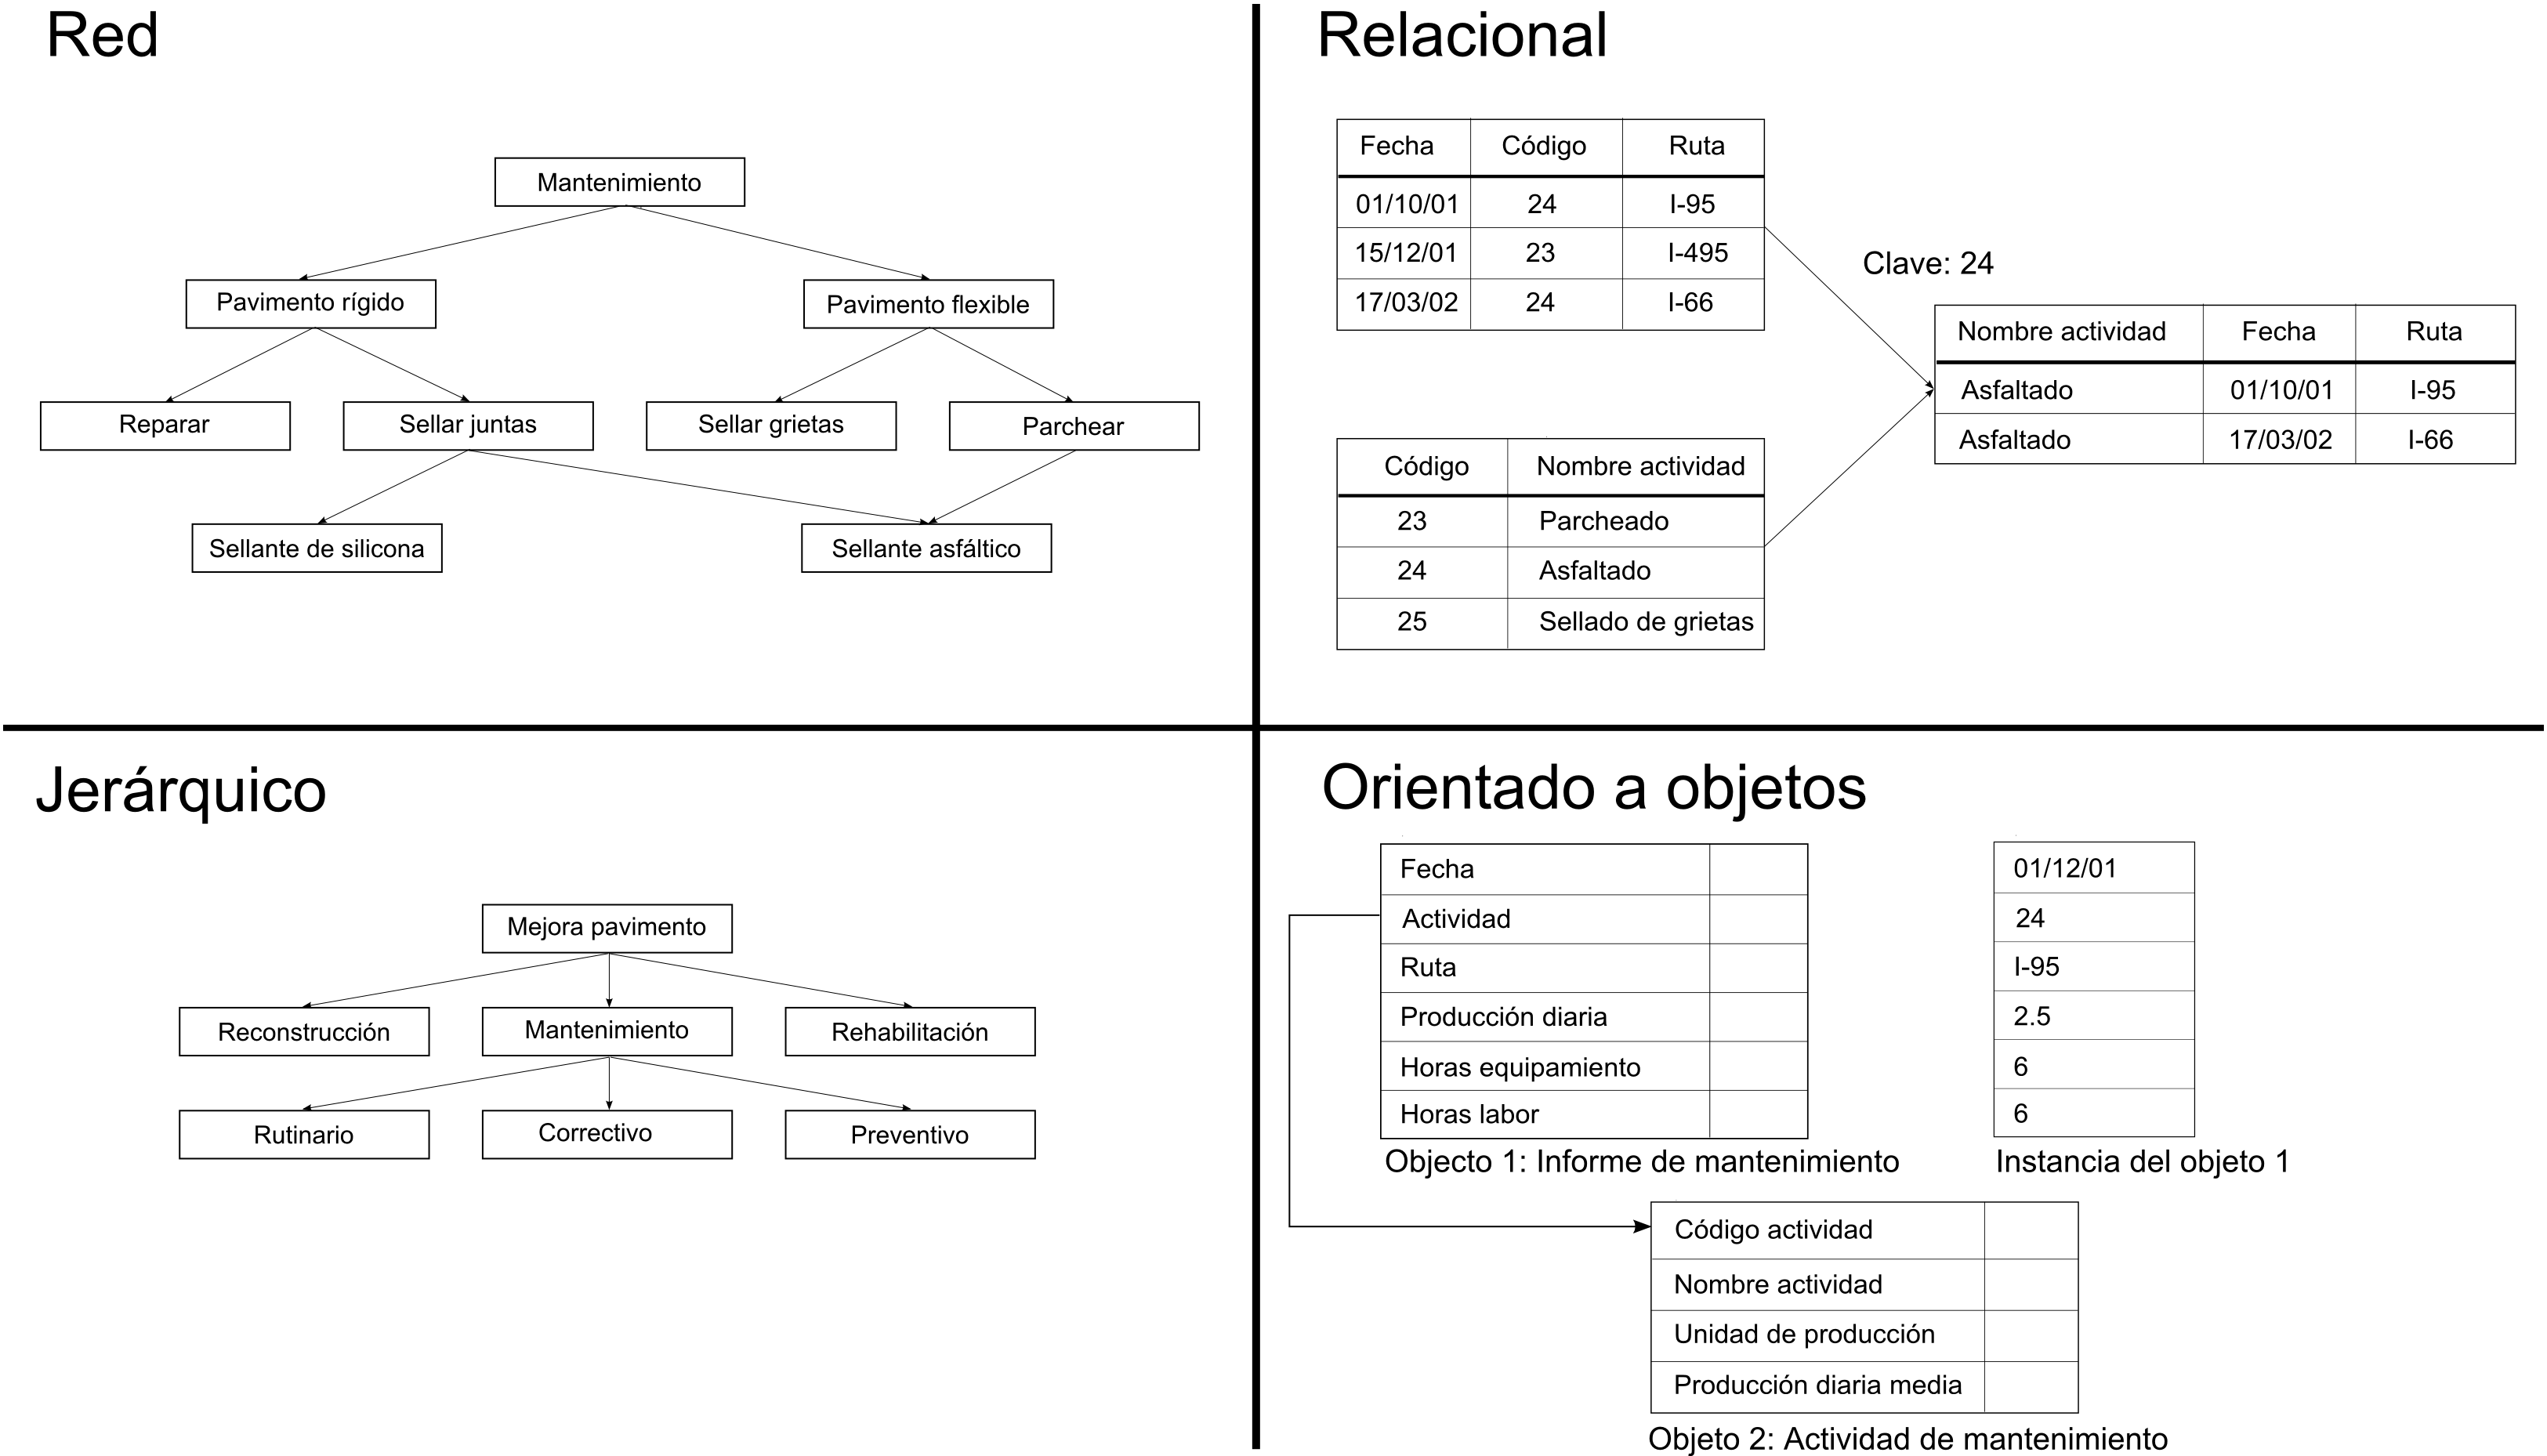 Red
Mantenimiento
Pavimento rígido
Pavimento flexible
Reparar
Sellar juntas
Sellar grietas
Parchear
Sellante de silicona
Sellante asfáltico
Relacional
Fecha Código Ruta
01/10/01 24 I-95
15/12/01 23 I-495
17/03/02 24 I-66
Clave: 24
Nombre actividad Fecha Ruta
Asfaltado 01/10/01 I-95
Asfaltado 17/03/02 I-66
Código Nombre actividad
23 Parcheado
24 Asfaltado
25 Sellado de grietas
Jerárquico
Mejora pavimento
Reconstrucción
Mantenimiento
Rehabilitación
Rutinario
Correctivo
Preventivo
Orientado a objetos
Fecha
Actividad
Ruta
Producción diaria
Horas equipamiento
Horas labor
Objecto 1: Informe de mantenimiento
01/12/01
24
I-95
2.5
6
6
Instancia del objeto 1
Código actividad
Nombre actividad
Unidad de producción
Producción diaria media
Objeto 2: Actividad de mantenimiento